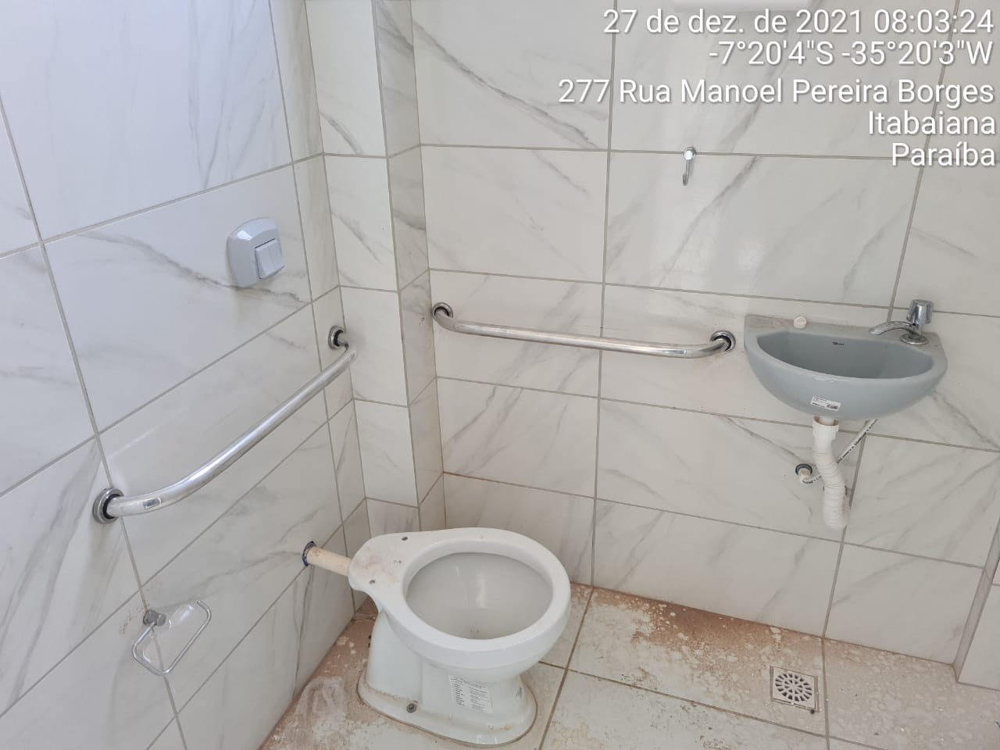 27 de dez. de 2021 08:03:24
-7°20'4"S -35°20'3"W
277 Rua Manoel Pereira Borges
Itabaiana
Paraíba